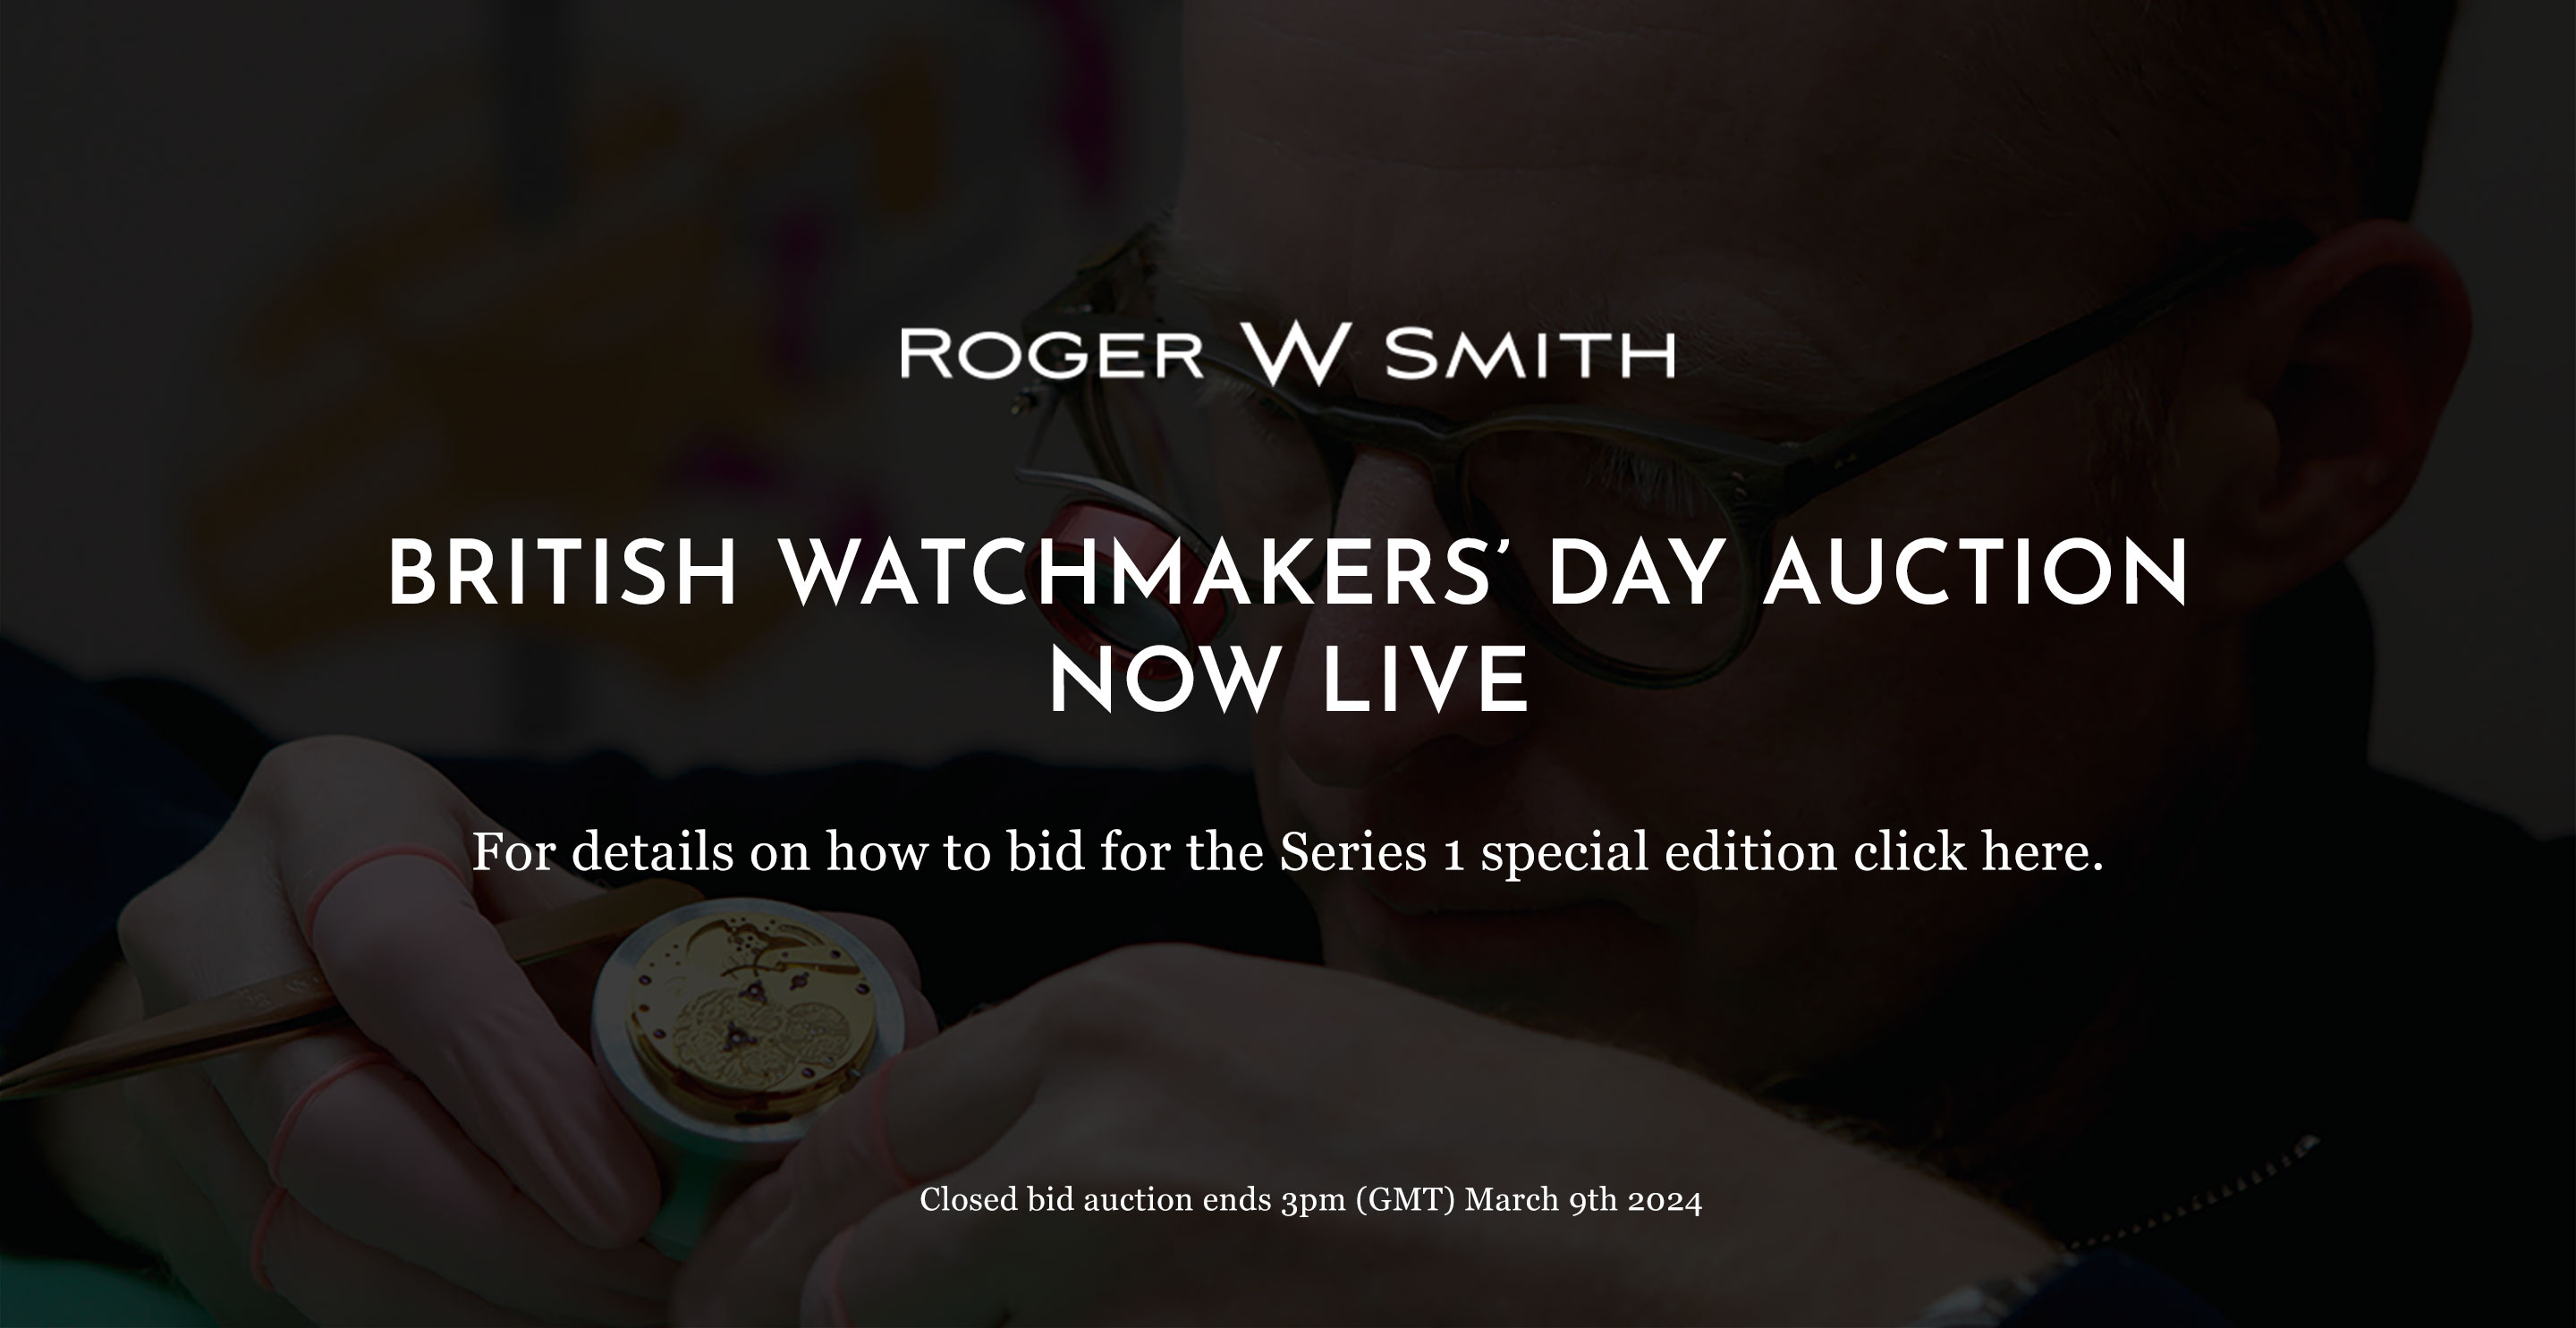 ROGER W SMITH
BRITISH WATCHMAKERS’ DAY AUCTION
NOW LIVE
For details on how to bid for the Series 1 special edition click here.
Closed bid auction ends 3pm (GMT) March 9th 2024